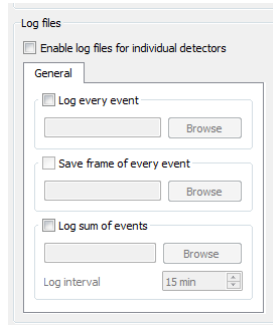 Log files
Enable log files for individual detectors
General
Log every event
Browse
Save frame of every event
Browse
Log sum of events
Browse
Log interval 15 min